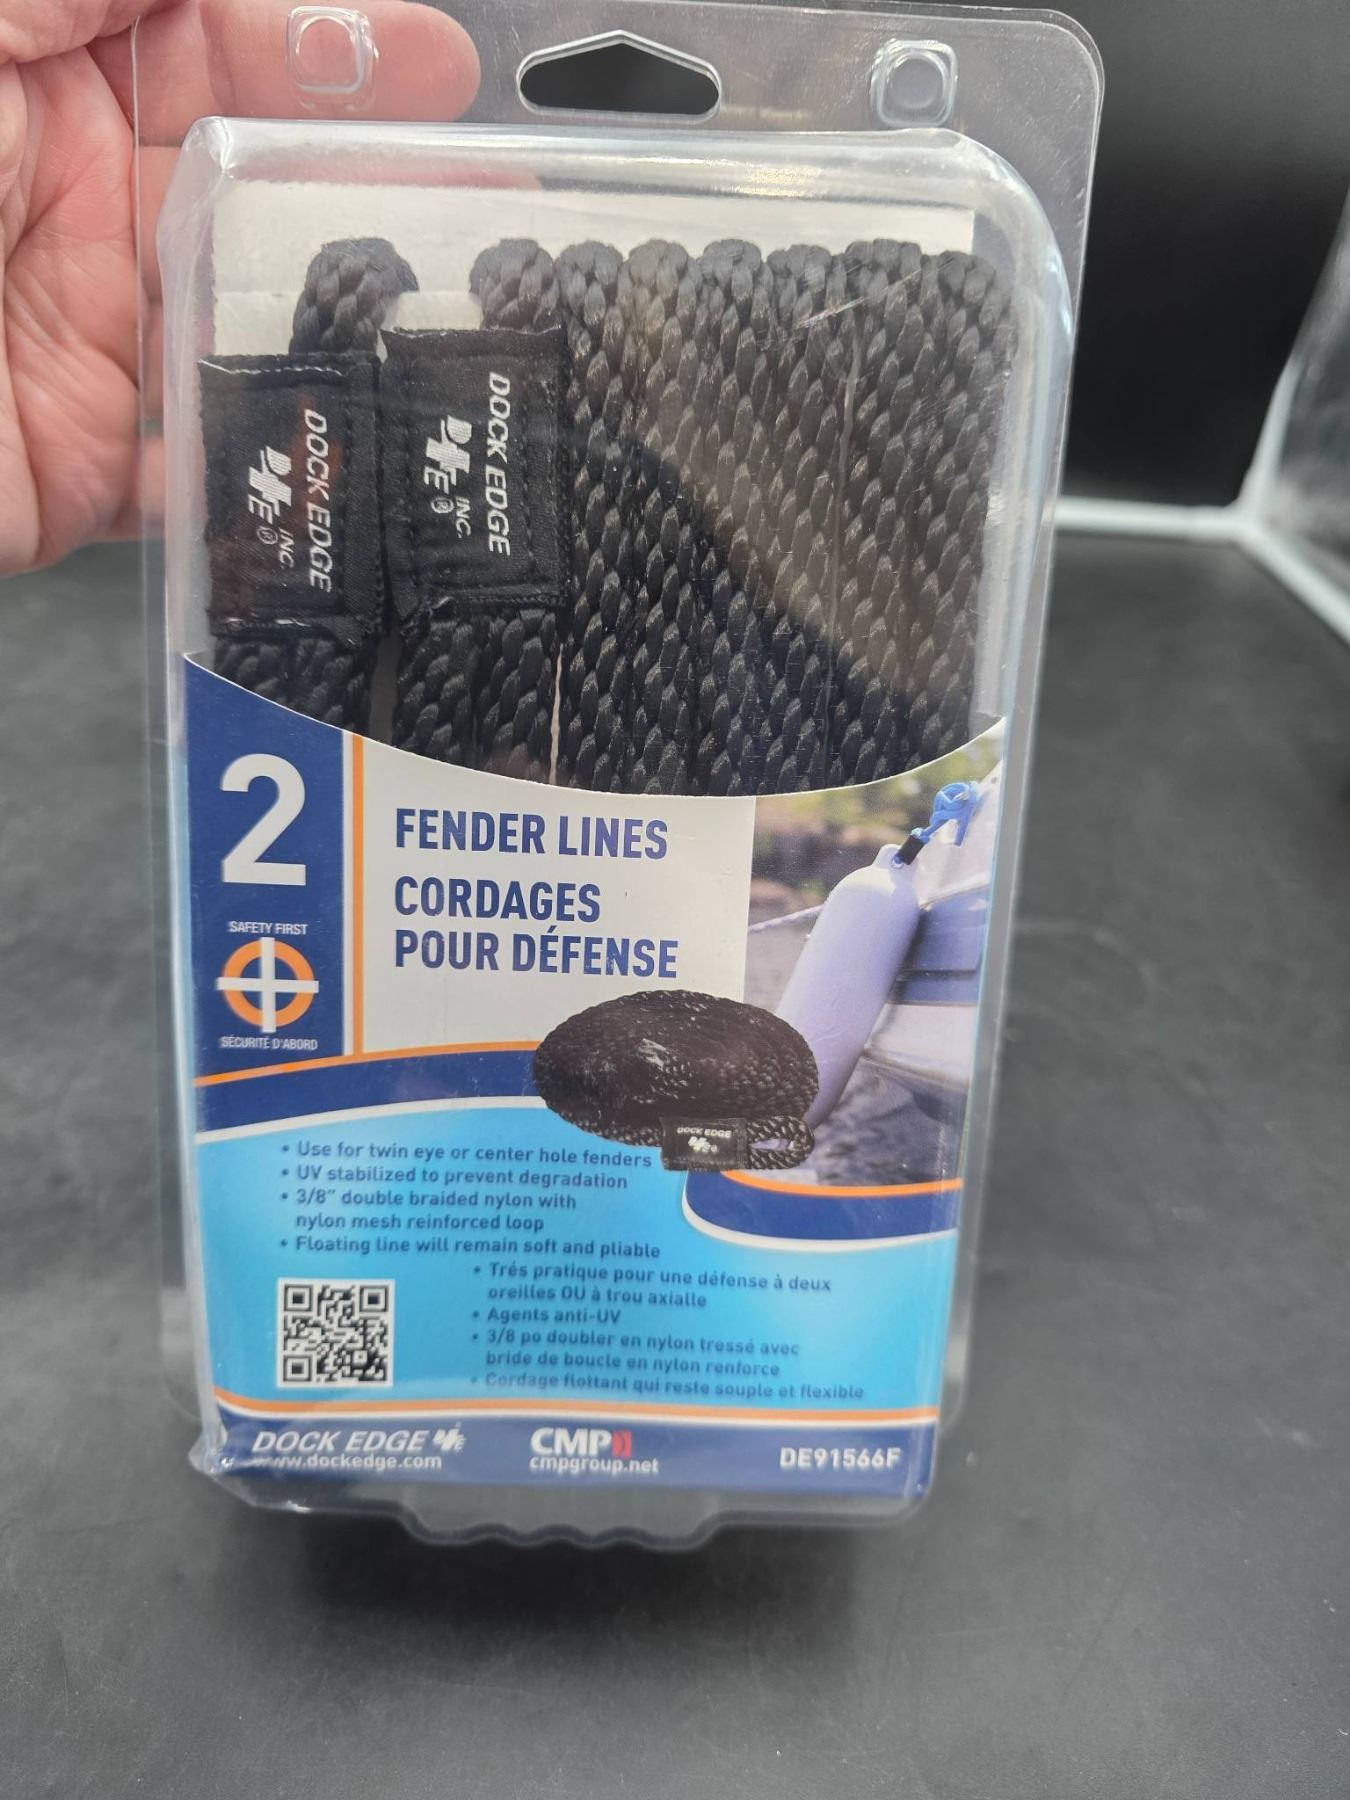 DOCK EDGE
INC.
DE®
DOCK EDGE
INC.
DE®
2
SAFETY FIRST
SÉCURITÉ D'ABORD
FENDER LINES
CORDAGES
POUR DÉFENSE
DOCK EDGE
• Use for twin eye or center hole fenders
• UV stabilized to prevent degradation
• 3/8" double braided nylon with
nylon mesh reinforced loop
• Floating line will remain soft and pliable
• Trés pratique pour une défense à deux
oreilles OU à trou axialle
• Agents anti-UV
• 3/8 po doubler en nylon tressé avec
bride de boucle en nylon renforce
• Cordage flottant qui reste souple et flexible
DOCK EDGE DE
www.dockedge.com
CMP
cmpgroup.net
DE91566F